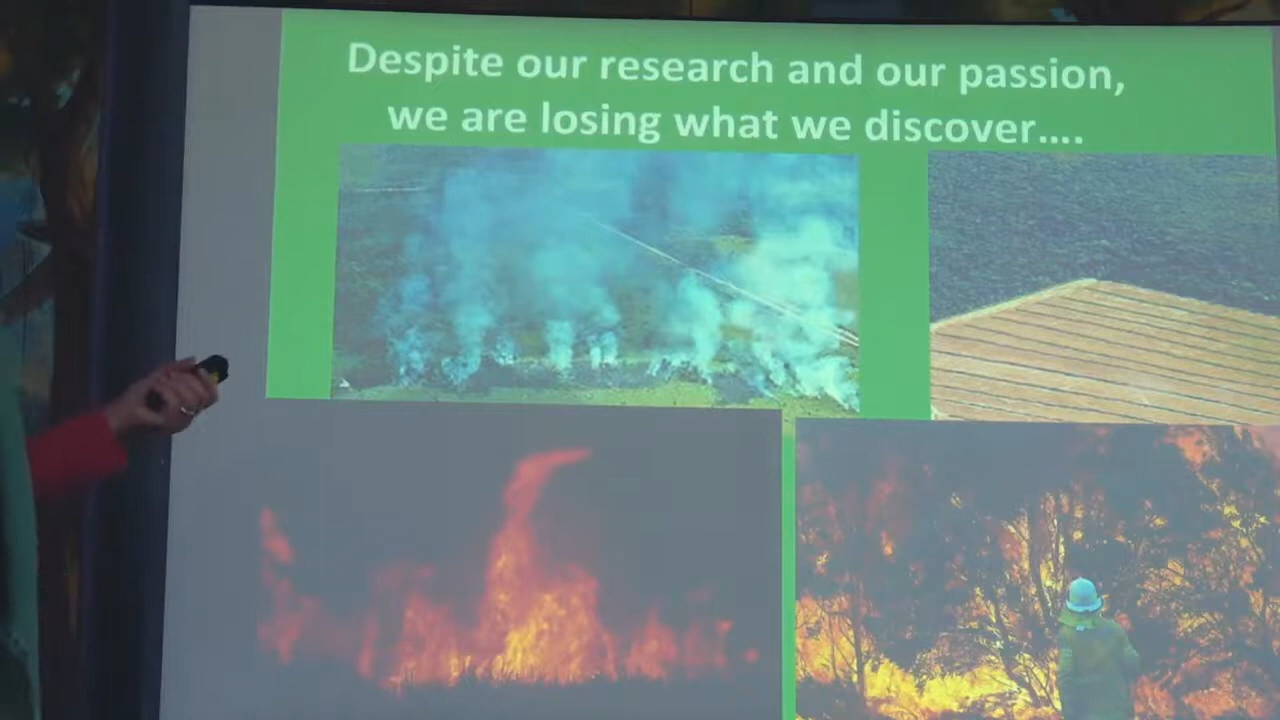 Despite our research and our passion,
we are losing what we discover....